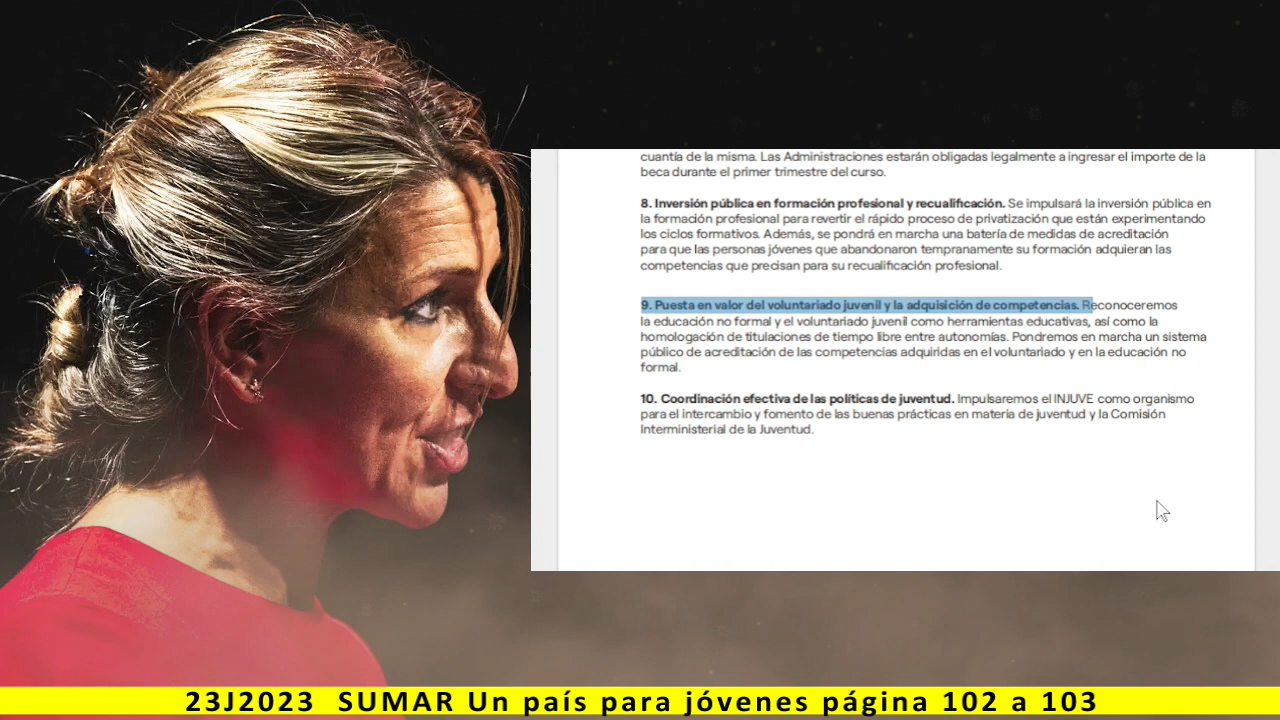 cuantía de la misma. Las Administraciones estarán obligadas legalmente a ingresar el importe de la
beca durante el primer trimestre del curso.
8. Inversión pública en formación profesional y recualificación. Se impulsará la inversión pública en
la formación profesional para revertir el rápido proceso de privatización que están experimentando
los ciclos formativos. Además, se pondrá en marcha una batería de medidas de acreditación
para que las personas jóvenes que abandonaron tempranamente su formación adquieran las
competencias que precisan para su recualificación profesional.
9. Puesta en valor del voluntariado juvenil y la adquisición de competencias. Reconoceremos
la educación no formal y el voluntariado juvenil como herramientas educativas, así como la
homologación de titulaciones de tiempo libre entre autonomías. Pondremos en marcha un sistema
público de acreditación de las competencias adquiridas en el voluntariado y en la educación no
formal.
10. Coordinación efectiva de las políticas de juventud. Impulsaremos el INJUVE como organismo
para el intercambio y fomento de las buenas prácticas en materia de juventud y la Comisión
Interministerial de la Juventud.
23J2023 SUMAR Un país para jóvenes página 102 a 103